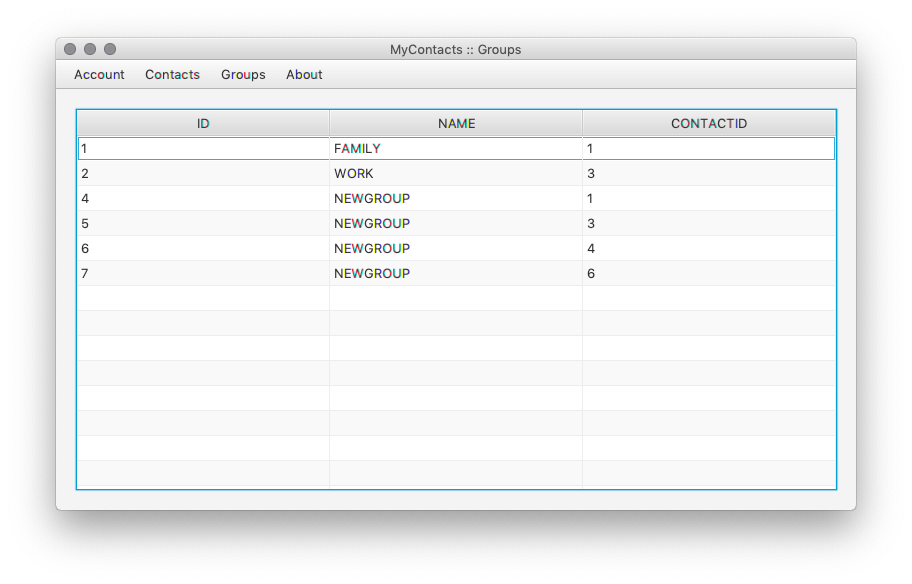 MyContacts :: Groups
Account Contacts Groups About
ID NAME CONTACTID
1 FAMILY 1
2 WORK 3
4 NEWGROUP 1
5 NEWGROUP 3
6 NEWGROUP 4
7 NEWGROUP 6